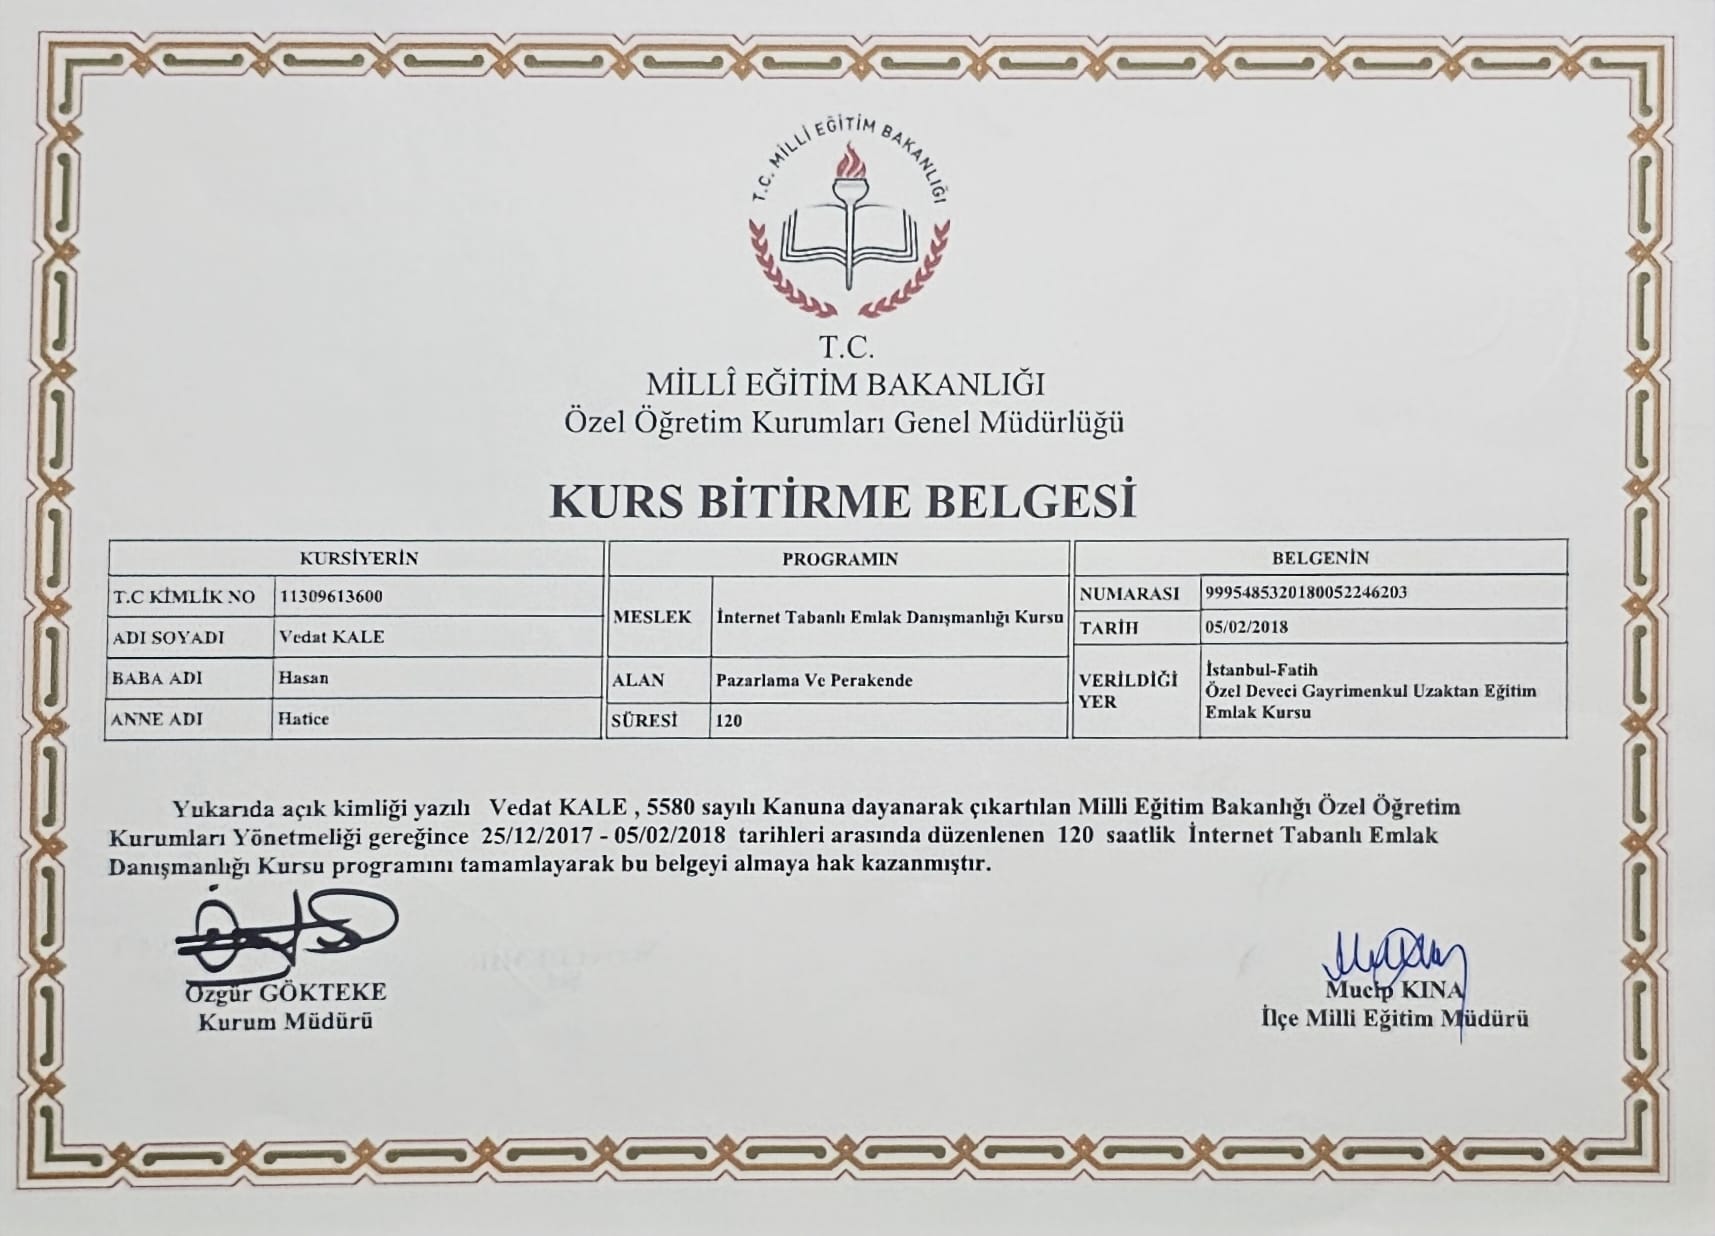 T.C. MİLLİ EĞİTİM BAKANLIĞI
T.C.
MİLLÎ EĞİTİM BAKANLIĞI
Özel Öğretim Kurumları Genel Müdürlüğü
KURS BİTİRME BELGESİ
KURSİYERİN
T.C KİMLİK NO 11309613600
ADI SOYADI Vedat KALE
BABA ADI Hasan
ANNE ADI Hatice
PROGRAMIN
MESLEK İnternet Tabanlı Emlak Danışmanlığı Kursu
ALAN Pazarlama Ve Perakende
SÜRESİ 120
BELGENİN
NUMARASI 9995485320180052246203
TARİH 05/02/2018
VERİLDİĞİ YER
İstanbul-Fatih
Özel Deveci Gayrimenkul Uzaktan Eğitim
Emlak Kursu
Yukarıda açık kimliği yazılı Vedat KALE , 5580 sayılı Kanuna dayanarak çıkartılan Milli Eğitim Bakanlığı Özel Öğretim
Kurumları Yönetmeliği gereğince 25/12/2017 - 05/02/2018 tarihleri arasında düzenlenen 120 saatlik İnternet Tabanlı Emlak
Danışmanlığı Kursu programını tamamlayarak bu belgeyi almaya hak kazanmıştır.
Özgür GÖKTEKE
Kurum Müdürü
Mucip KINA
İlçe Milli Eğitim Müdürü